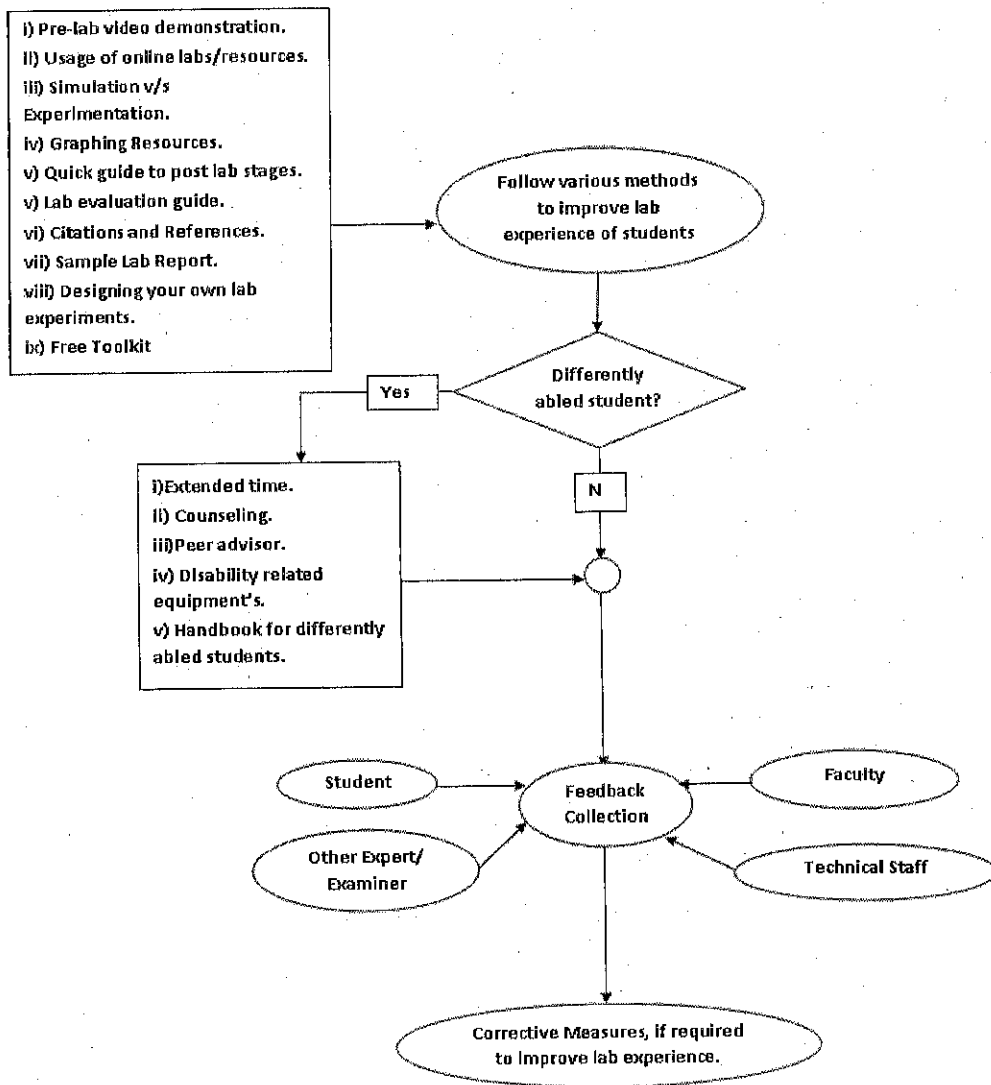 i) Pre-lab video demonstration.
ii) Usage of online labs/resources.
iii) Simulation v/s
Experimentation.
iv) Graphing Resources.
v) Quick guide to post lab stages.
v) Lab evaluation guide.
vi) Citations and References.
vii) Sample Lab Report.
viii) Designing your own lab
experiments.
ix) Free Toolkit
Follow various methods
to improve lab
experience of students
Differently
abled student?
Yes
N
i)Extended time.
ii) Counseling.
iii)Peer advisor.
iv) Disability related
equipment's.
v) Handbook for differently
abled students.
Student
Faculty
Feedback
Collection
Other Expert/
Examiner
Technical Staff
Corrective Measures, if required
to improve lab experience.